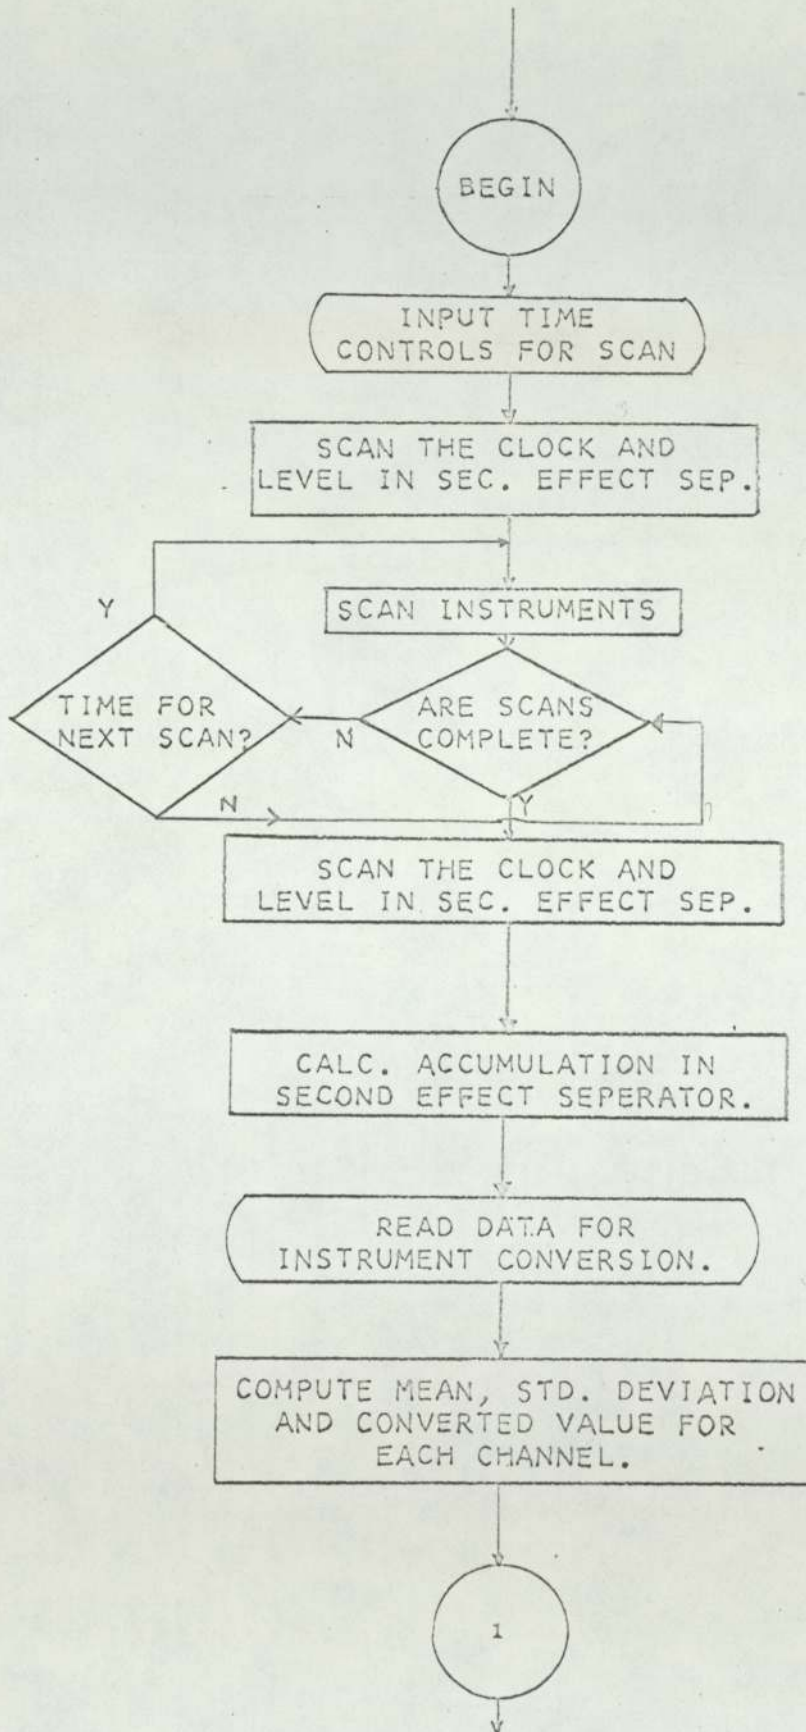 BEGIN
INPUT TIME
CONTROLS FOR SCAN
SCAN THE CLOCK AND
LEVEL IN SEC. EFFECT SEP.
Y
SCAN INSTRUMENTS
TIME FOR
NEXT SCAN?
N
ARE SCANS
COMPLETE?
N
Y
SCAN THE CLOCK AND
LEVEL IN SEC. EFFECT SEP.
CALC. ACCUMULATION IN
SECOND EFFECT SEPERATOR.
READ DATA FOR
INSTRUMENT CONVERSION.
COMPUTE MEAN, STD. DEVIATION
AND CONVERTED VALUE FOR
EACH CHANNEL.
1